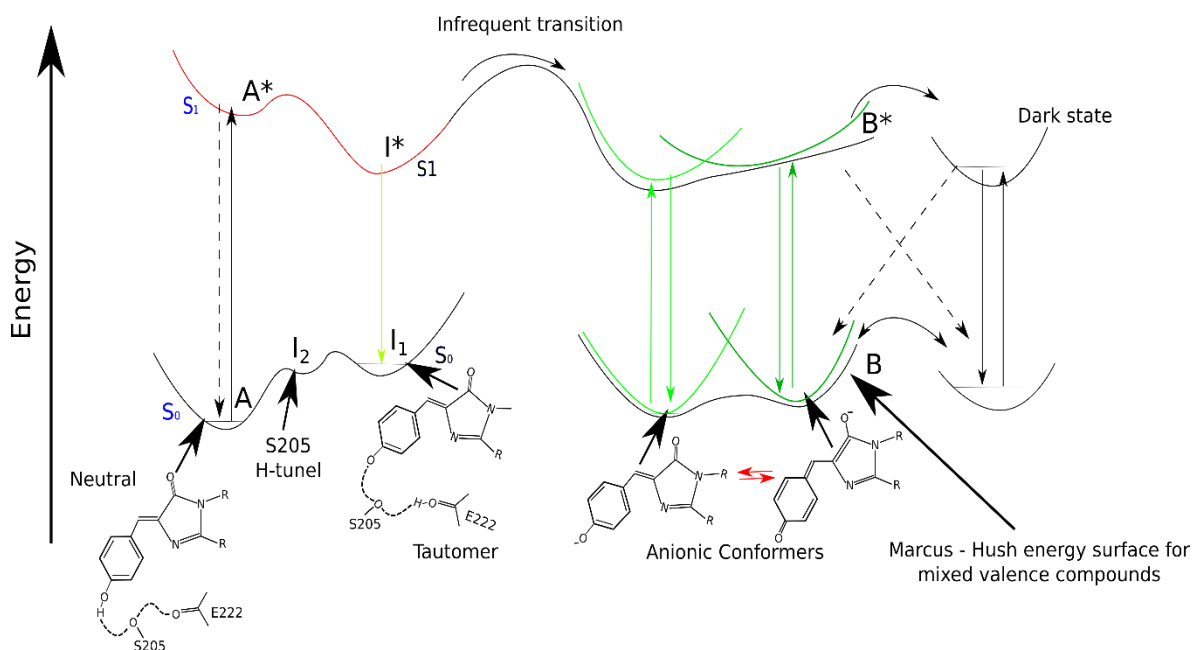 Infrequent transition
Energy
S1
A*
I*
S1
B*
Dark state
S0
A
I2
I1
S0
B
S205
H-tunel
Neutral
O
N
R
N
R
O
H
O
S205
O
E222
O
N
N
R
O
O
S205
H-O
E222
Tautomer
O
N
R
N
R
-O
O-
N
R
N
R
O
Anionic Conformers
Marcus - Hush energy surface for
mixed valence compounds